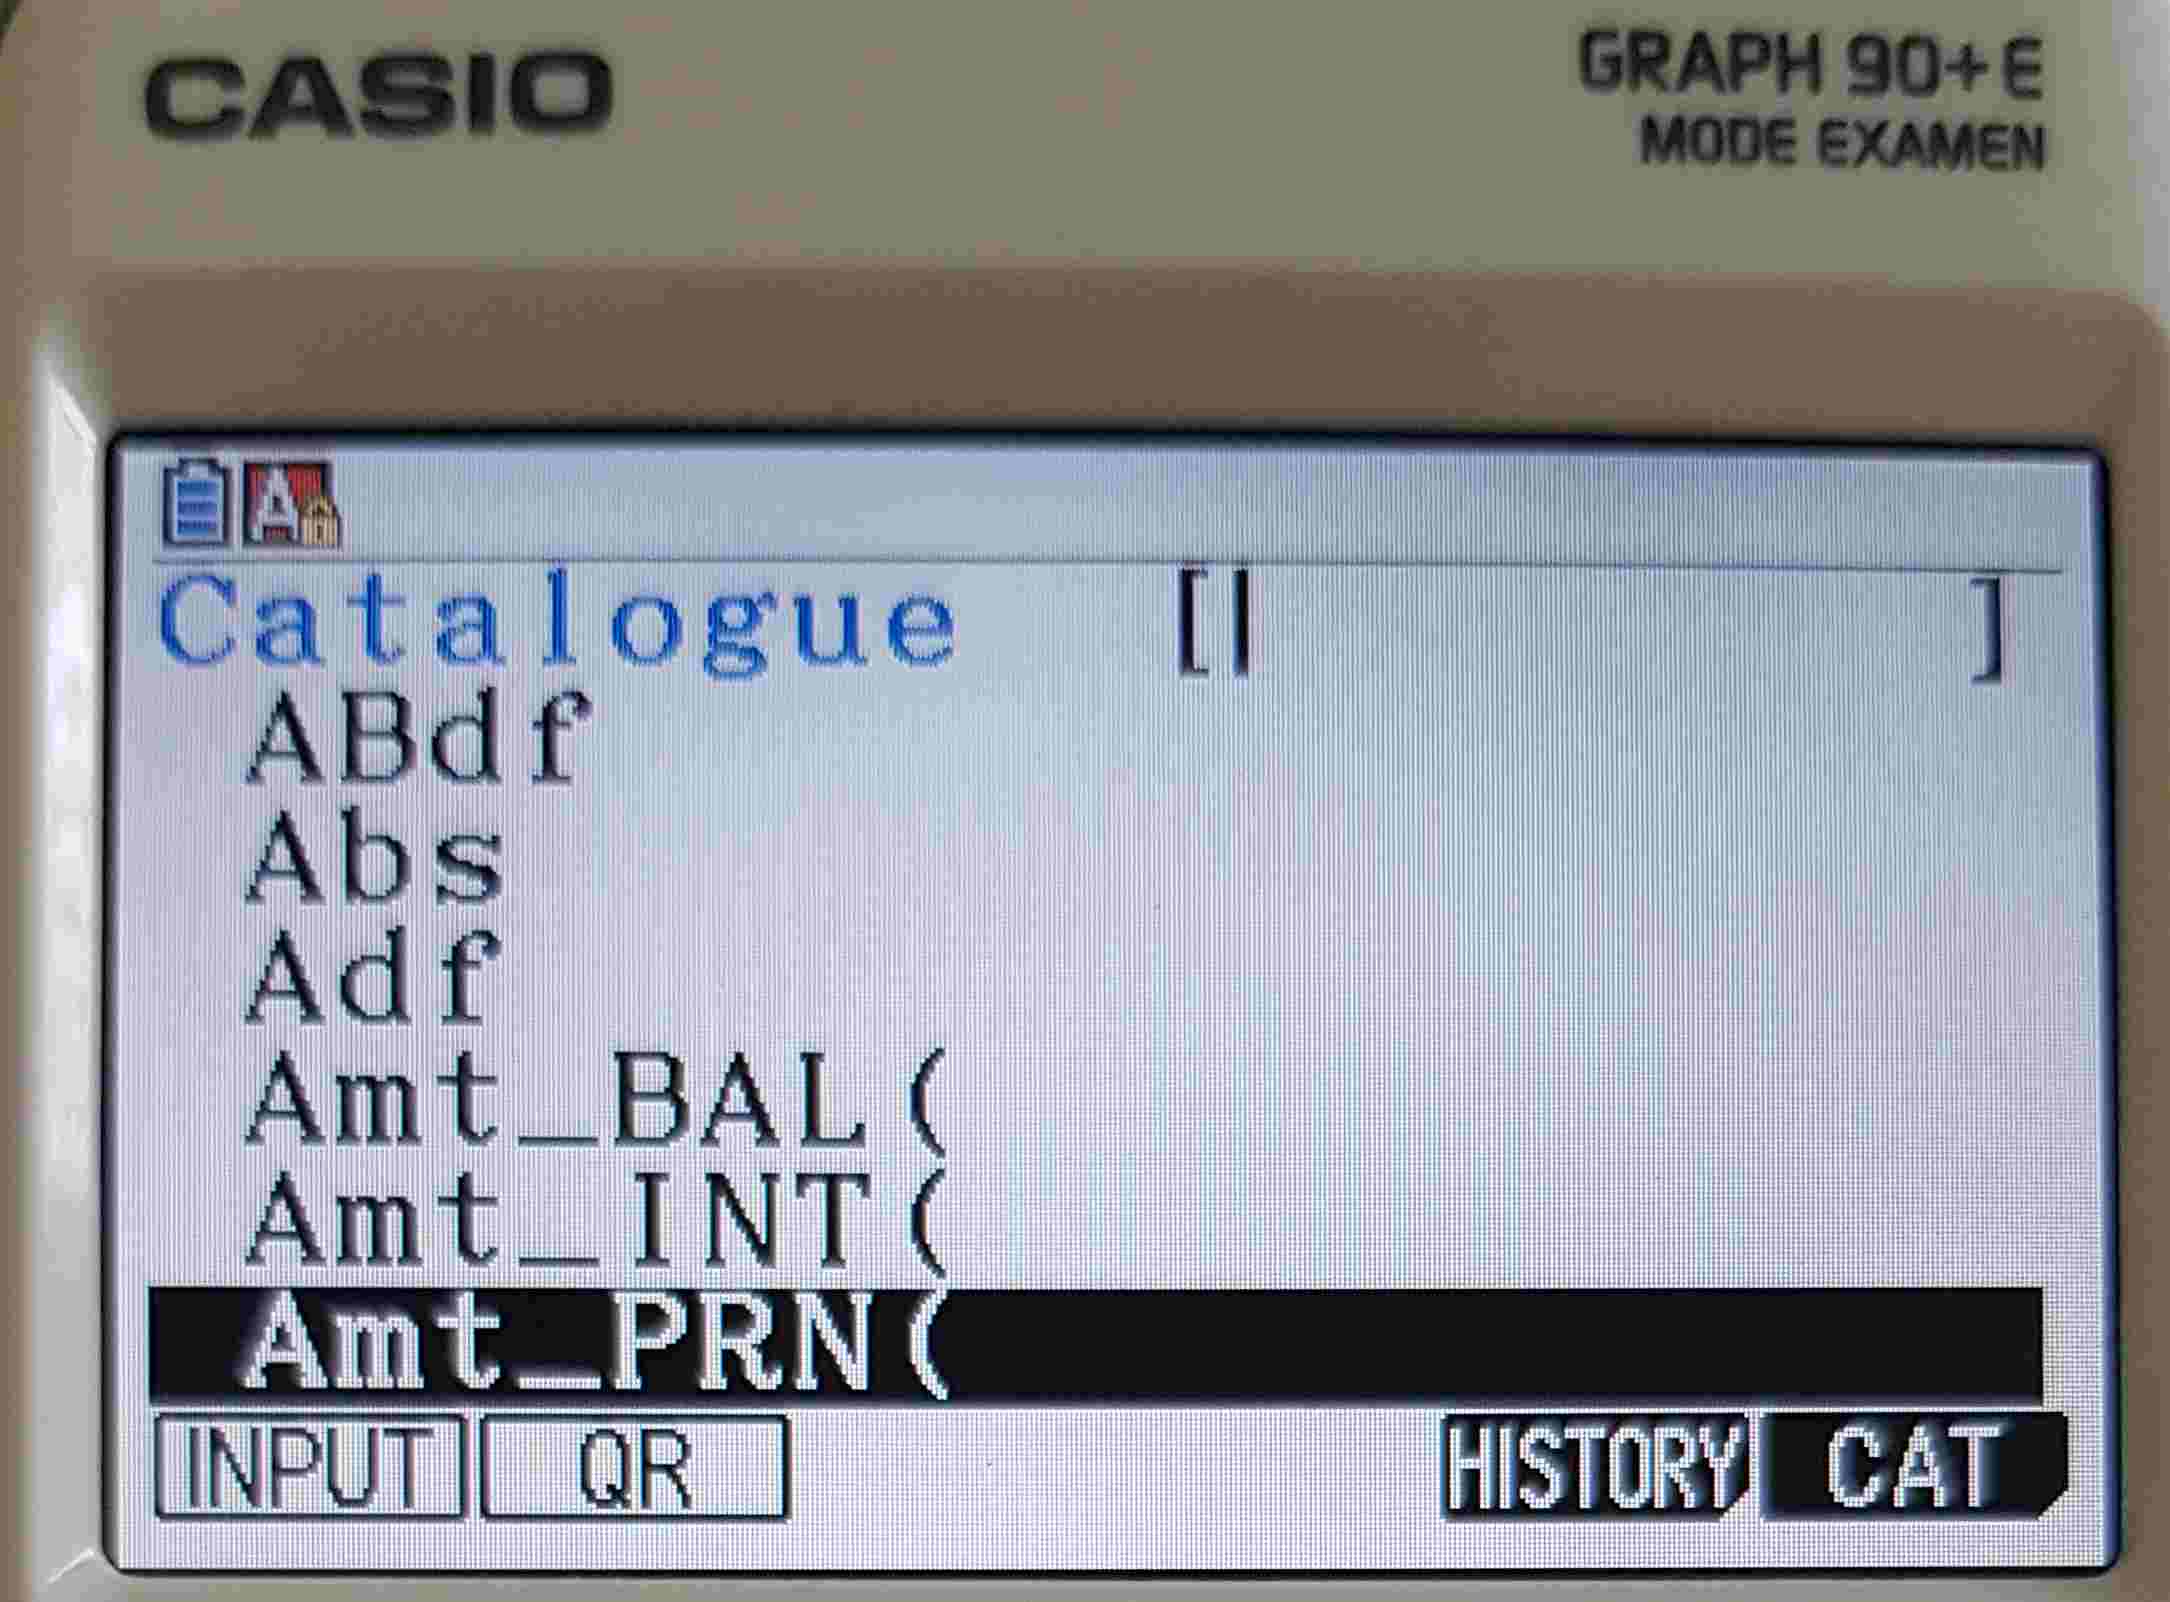 CASIO
GRAPH 90+E
MODE EXAMEN
A
Catalogue [ ]
ABdf
Abs
Adf
Amt_BAL(
Amt_INT(
Amt_PRN(
INPUT QR HISTORY CAT